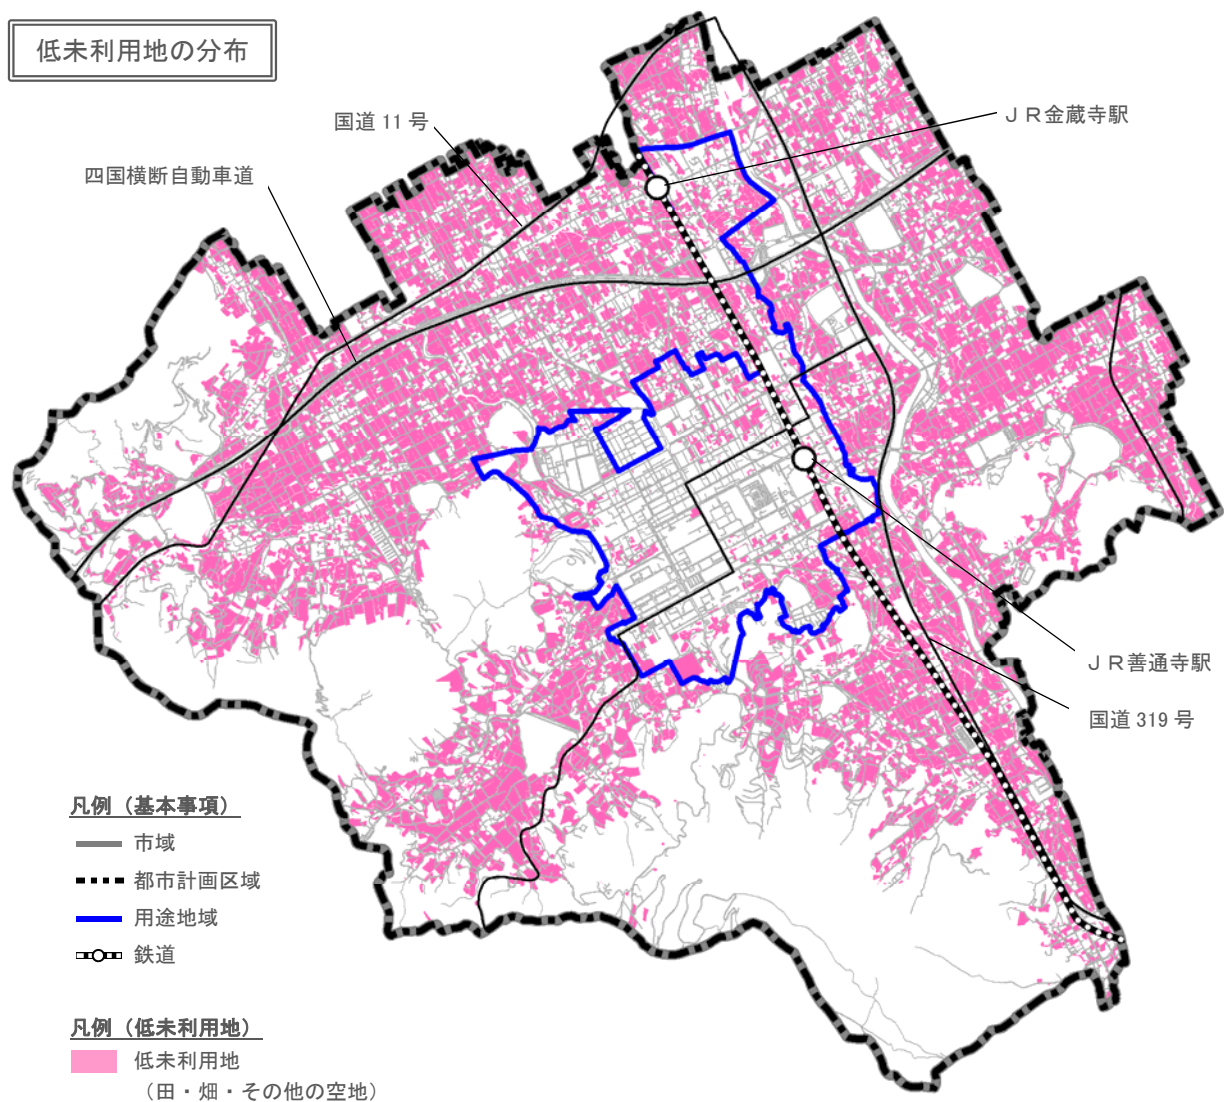 低未利用地の分布
国道 11 号
ＪＲ金蔵寺駅
四国横断自動車道
ＪＲ善通寺駅
国道 319 号
凡例（基本事項）
市域
都市計画区域
用途地域
鉄道
凡例（低未利用地）
低未利用地
（田・畑・その他の空地）